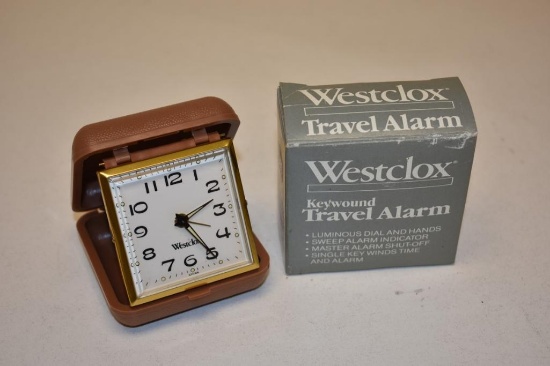 12
1
2
3
4
5
6
7
8
9
10
11
Westclox
Westclox
Travel Alarm
Westclox
Keywound
Travel Alarm
• LUMINOUS DIAL AND HANDS
• SWEEP ALARM INDICATOR
• MASTER ALARM SHUT-OFF
• SINGLE KEY WINDS TIME
AND ALARM